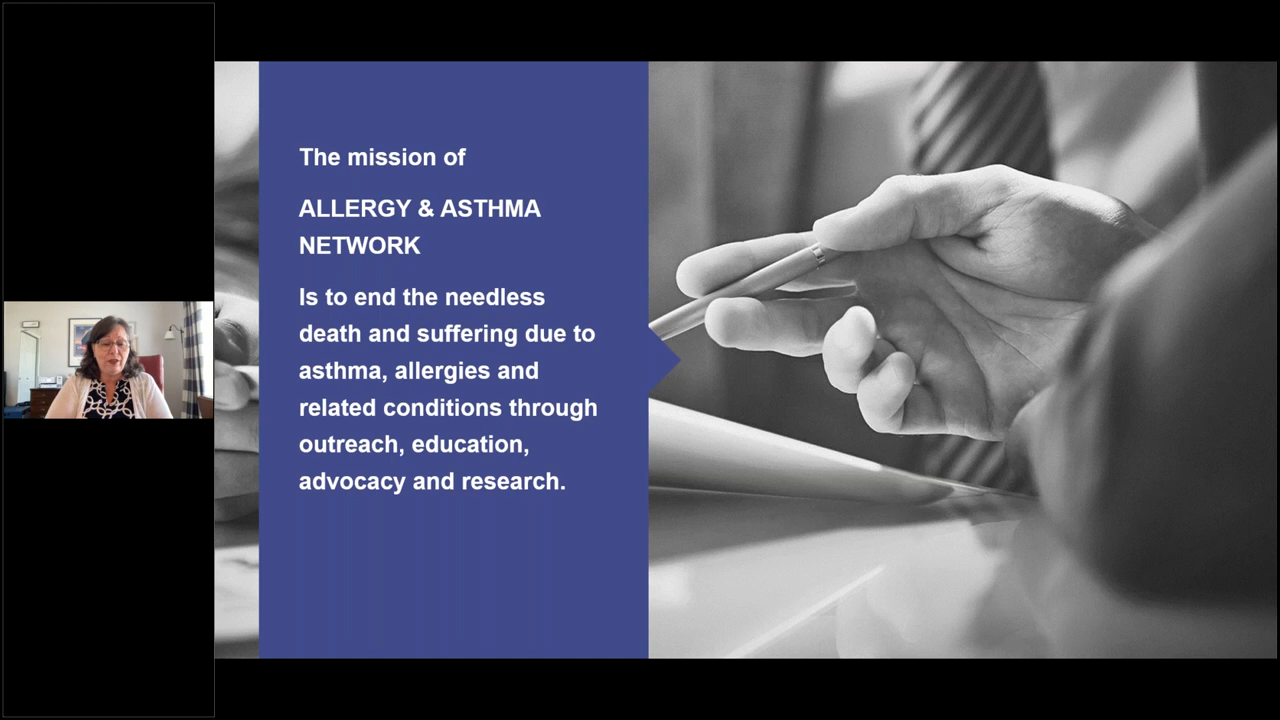 The mission of
ALLERGY & ASTHMA
NETWORK
Is to end the needless
death and suffering due to
asthma, allergies and
related conditions through
outreach, education,
advocacy and research.